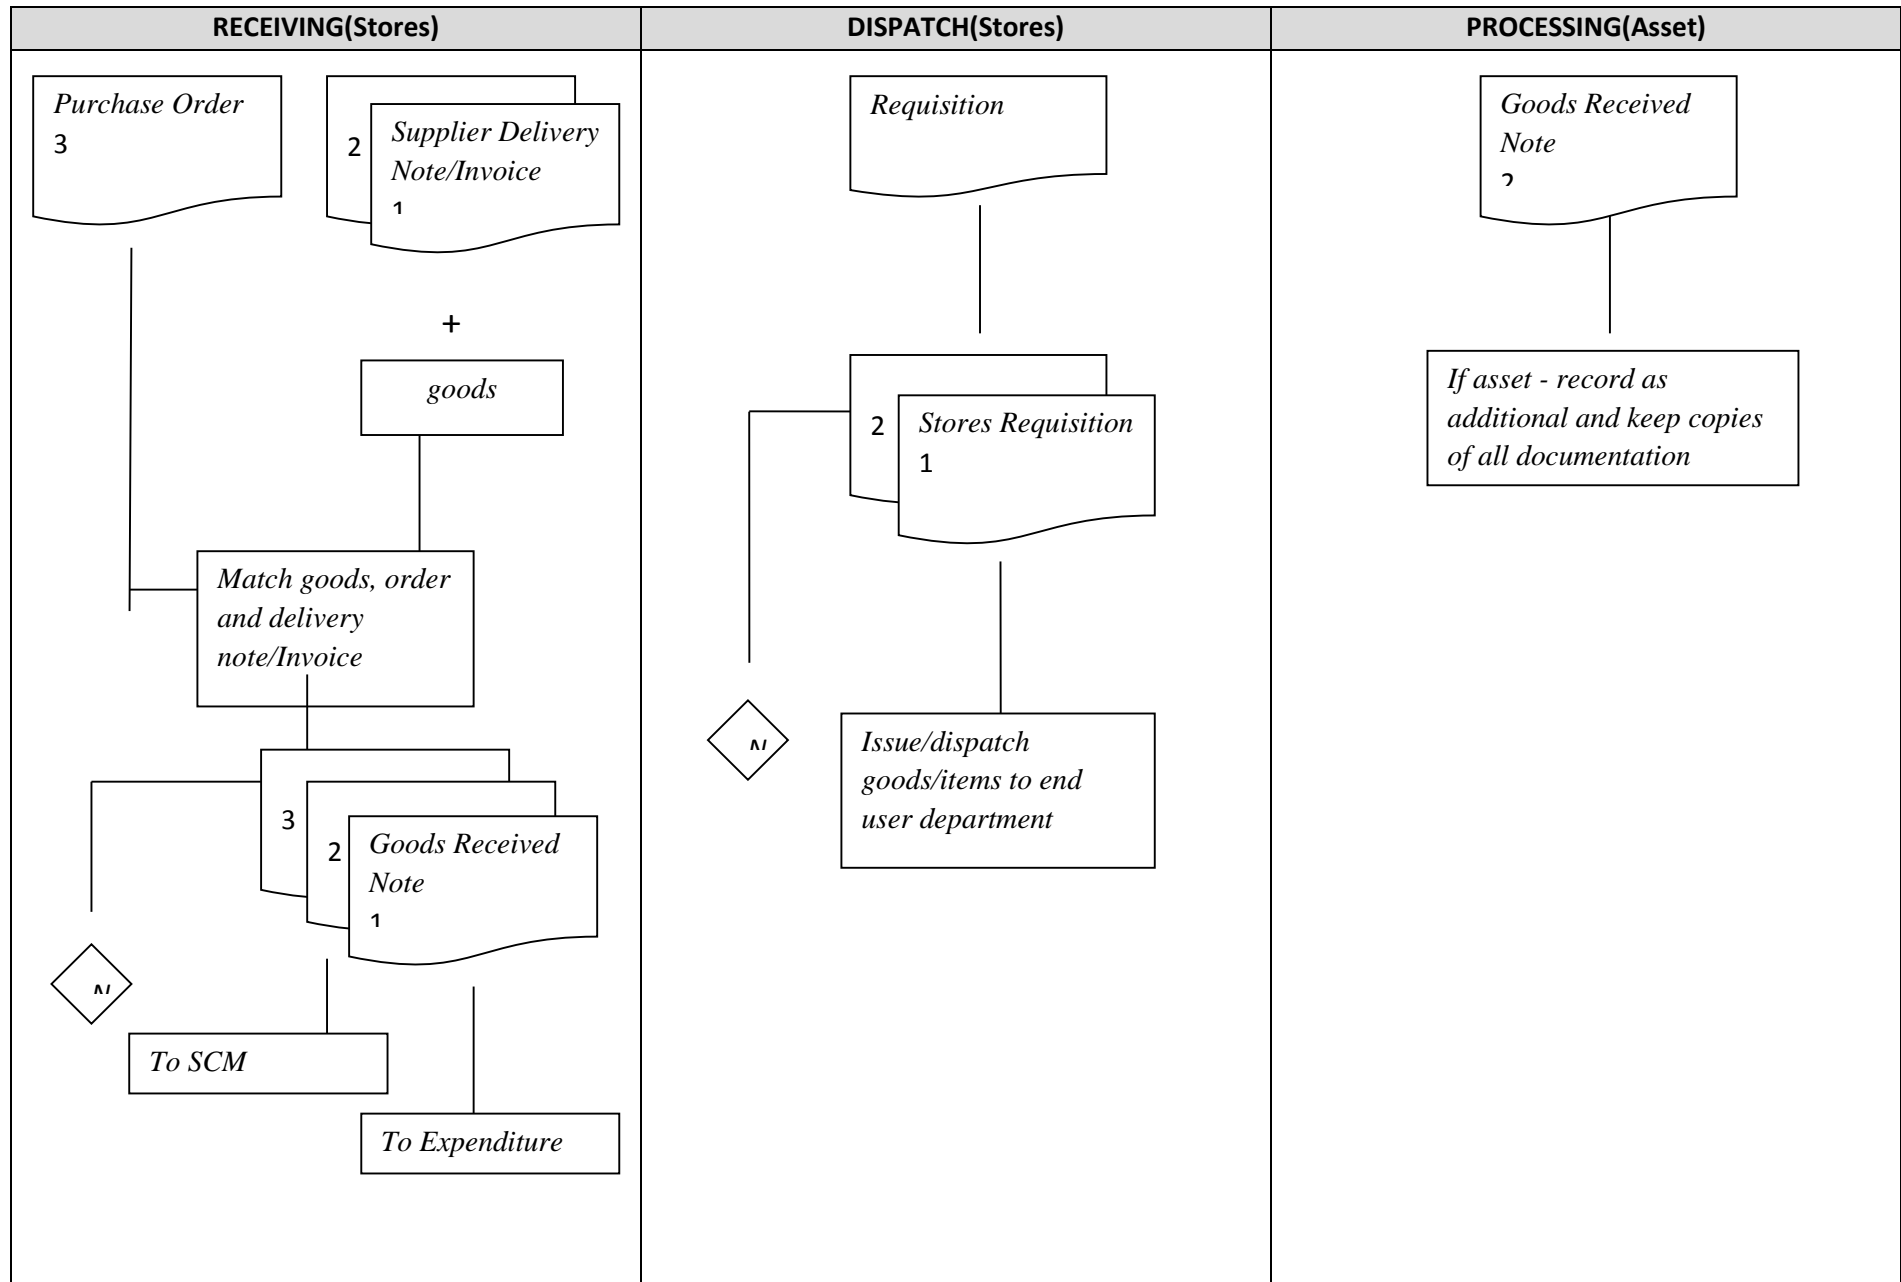 RECEIVING(Stores)
DISPATCH(Stores)
PROCESSING(Asset)
Purchase Order
3
2
Supplier Delivery
Note/Invoice
1
+
goods
Match goods, order
and delivery
note/Invoice
3
2
Goods Received
Note
1
To SCM
To Expenditure
Requisition
2
Stores Requisition
1
Issue/dispatch
goods/items to end
user department
Goods Received
Note
2
If asset - record as
additional and keep copies
of all documentation